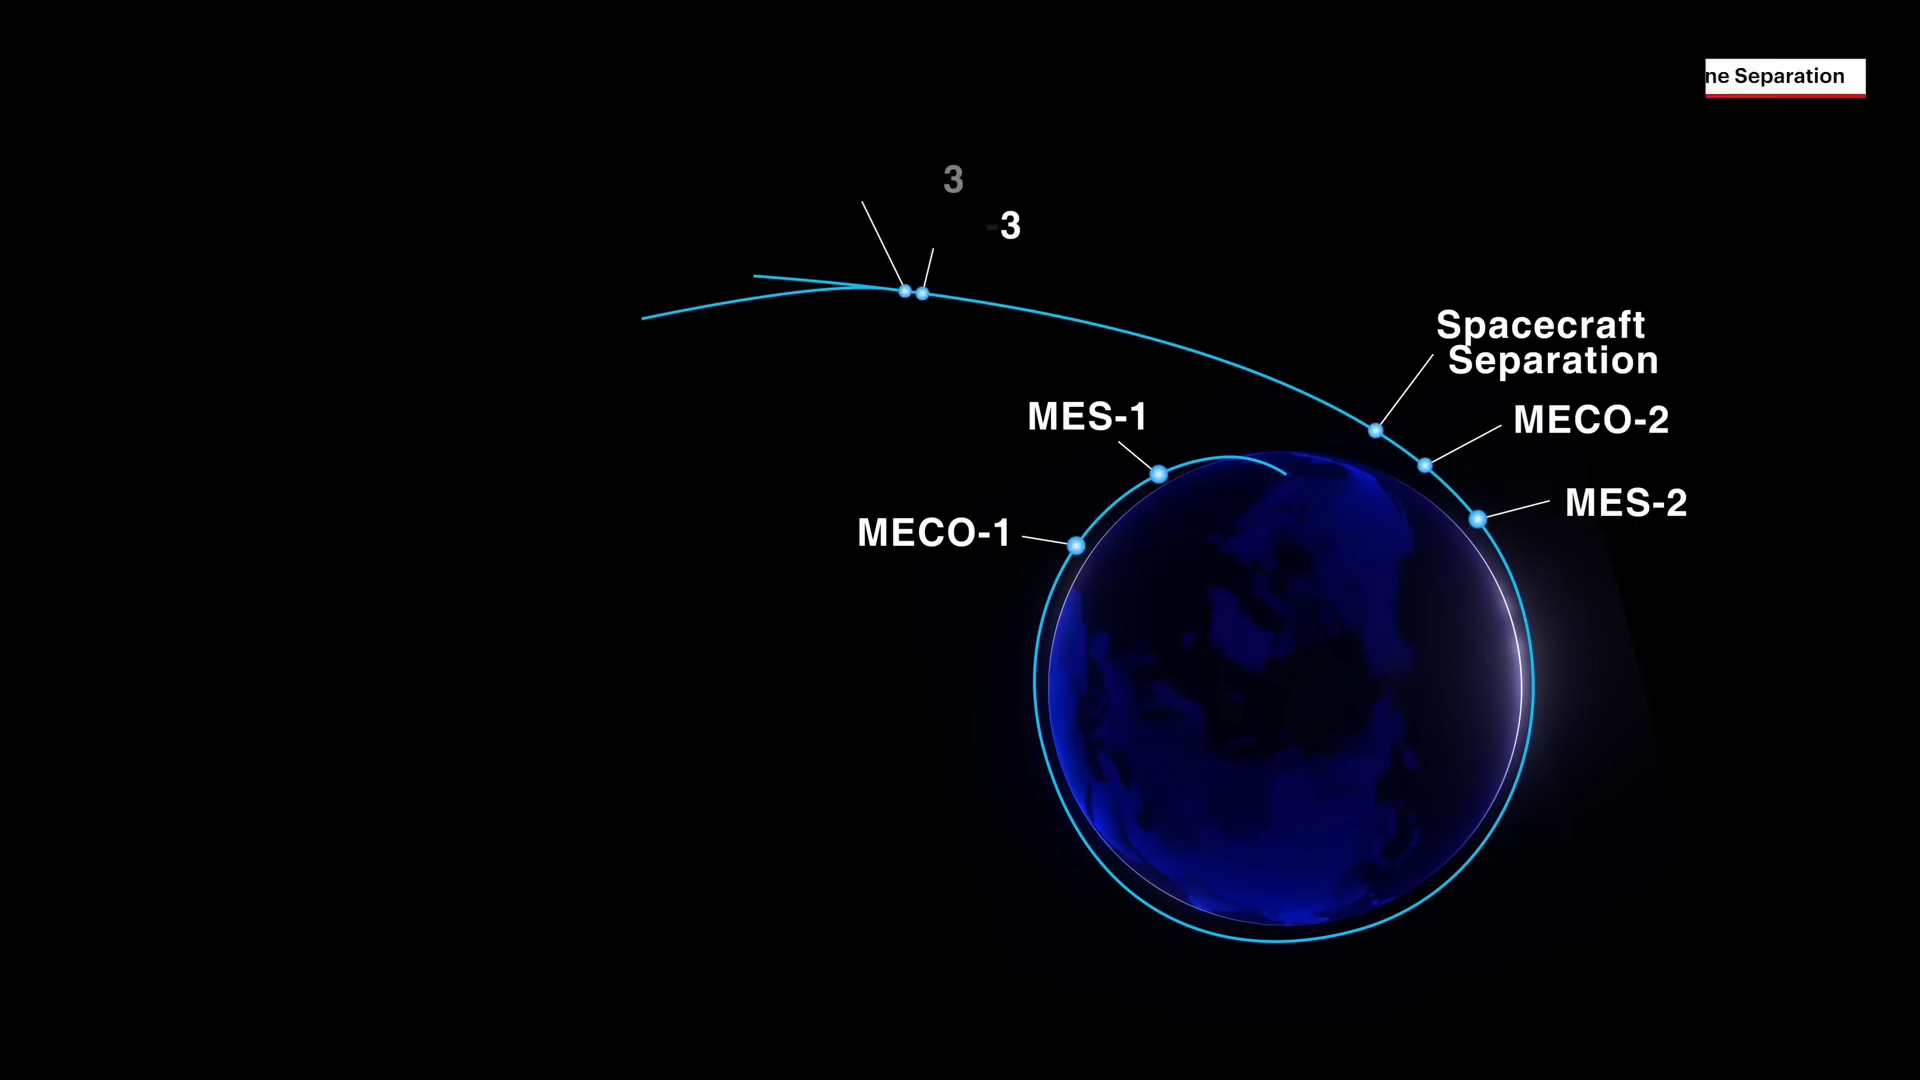 ne Separation
3
-3
Spacecraft
Separation
MES-1
MECO-2
MES-2
MECO-1